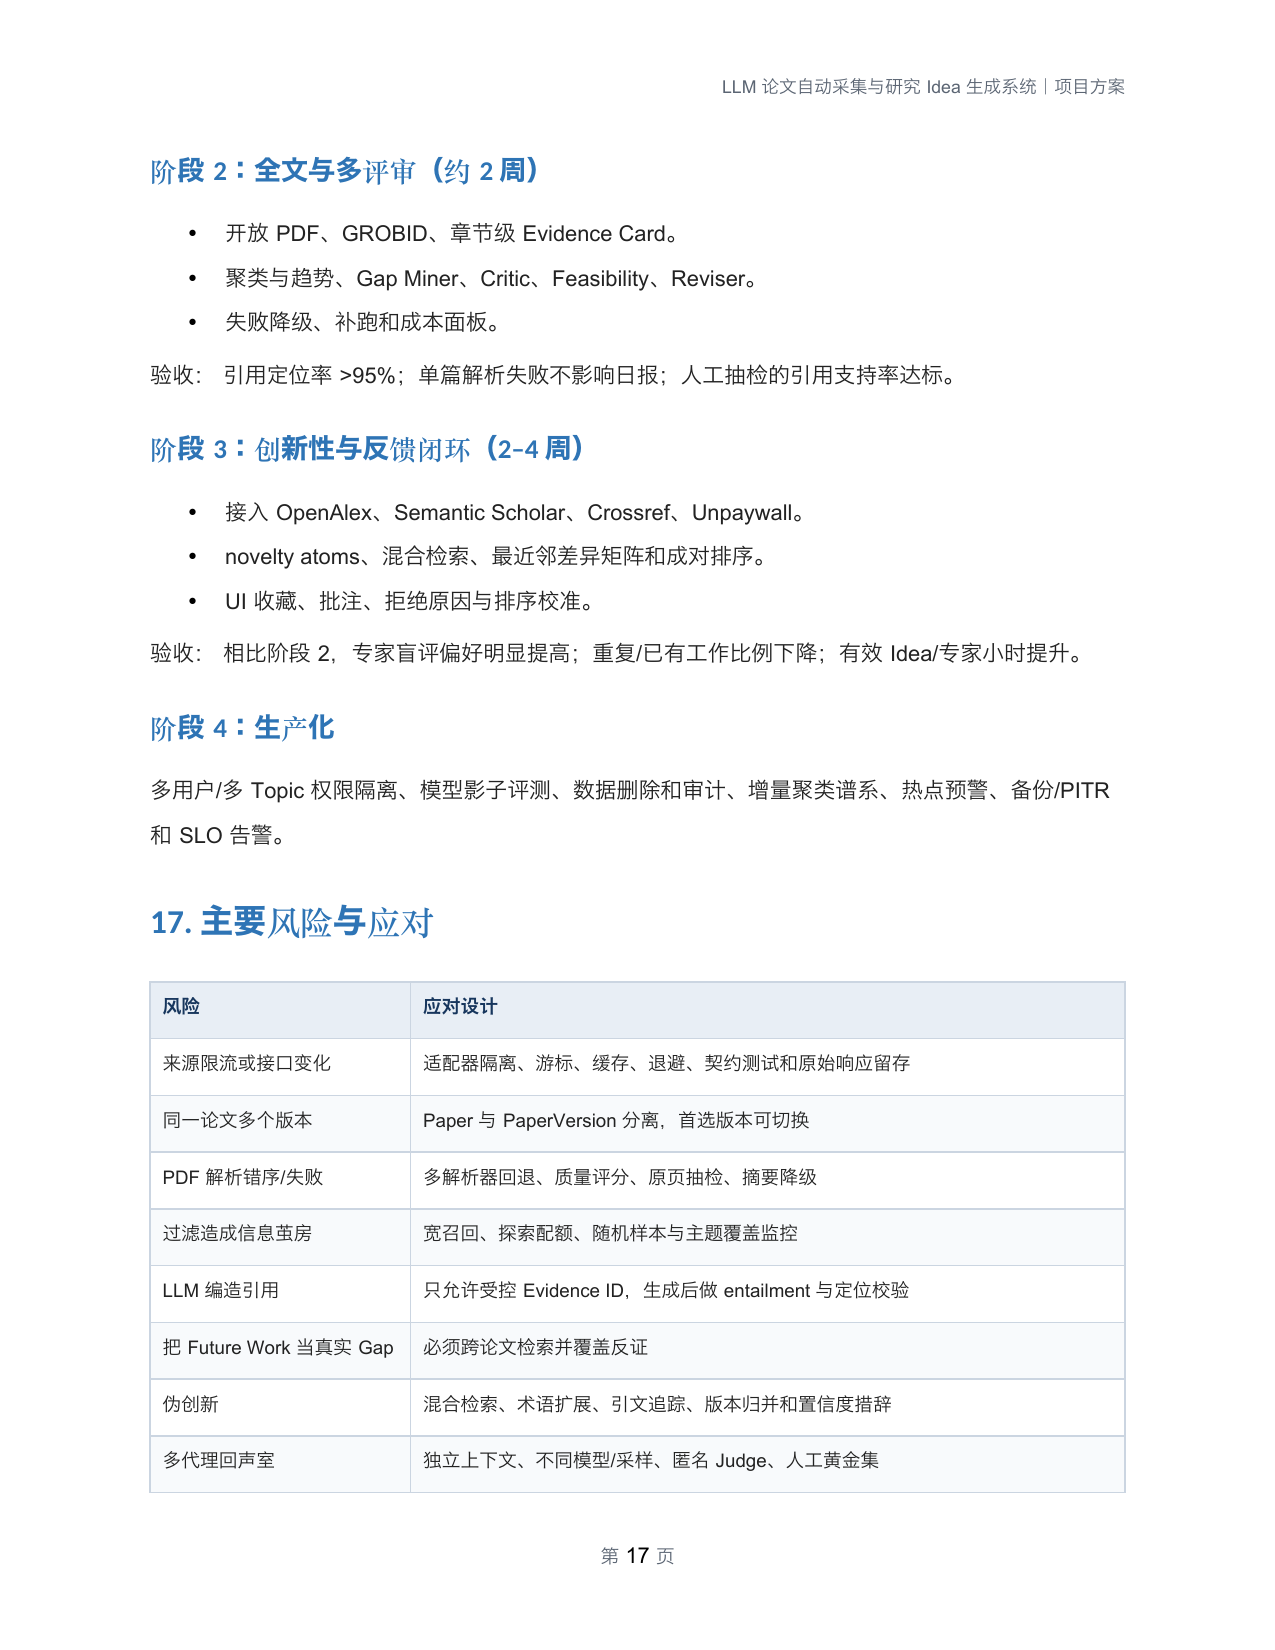 LLM 论文自动采集与研究 Idea 生成系统｜项目方案
阶段 2：全文与多评审（约 2 周）
• 开放 PDF、GROBID、章节级 Evidence Card。
• 聚类与趋势、Gap Miner、Critic、Feasibility、Reviser。
• 失败降级、补跑和成本面板。
验收： 引用定位率 >95%；单篇解析失败不影响日报；人工抽检的引用支持率达标。
阶段 3：创新性与反馈闭环（2–4 周）
• 接入 OpenAlex、Semantic Scholar、Crossref、Unpaywall。
• novelty atoms、混合检索、最近邻差异矩阵和成对排序。
• UI 收藏、批注、拒绝原因与排序校准。
验收： 相比阶段 2，专家盲评偏好明显提高；重复/已有工作比例下降；有效 Idea/专家小时提升。
阶段 4：生产化
多用户/多 Topic 权限隔离、模型影子评测、数据删除和审计、增量聚类谱系、热点预警、备份/PITR
和 SLO 告警。
17. 主要风险与应对
风险 应对设计
来源限流或接口变化 适配器隔离、游标、缓存、退避、契约测试和原始响应留存
同一论文多个版本 Paper 与 PaperVersion 分离，首选版本可切换
PDF 解析错序/失败 多解析器回退、质量评分、原页抽检、摘要降级
过滤造成信息茧房 宽召回、探索配额、随机样本与主题覆盖监控
LLM 编造引用 只允许受控 Evidence ID，生成后做 entailment 与定位校验
把 Future Work 当真实 Gap 必须跨论文检索并覆盖反证
伪创新 混合检索、术语扩展、引文追踪、版本归并和置信度措辞
多代理回声室 独立上下文、不同模型/采样、匿名 Judge、人工黄金集
第 17 页